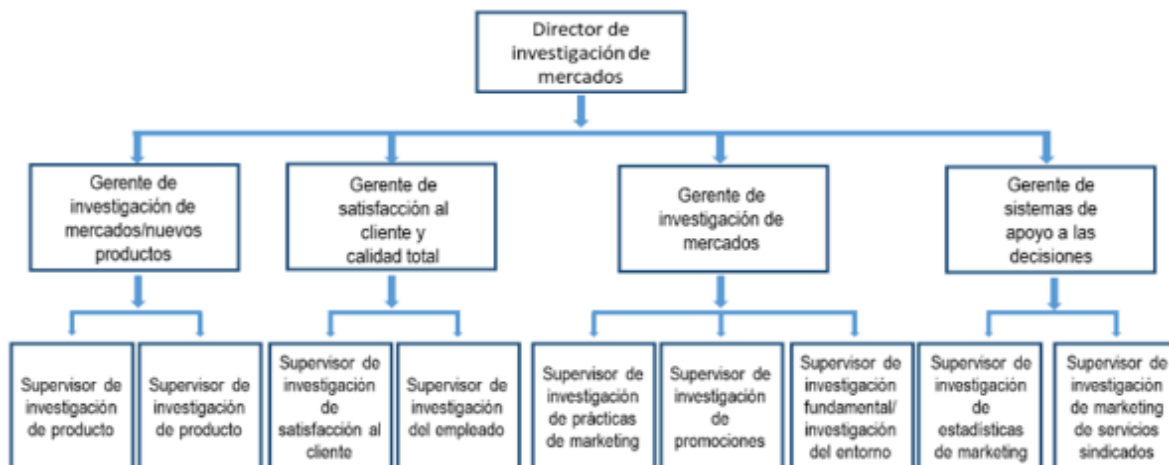 Director de
investigación de
mercados
Gerente de
investigación de
mercados/nuevos
productos
Gerente de
satisfacción al
cliente y
calidad total
Gerente de
investigación de
mercados
Gerente de
sistemas de
apoyo a las
decisiones
Supervisor de
investigación
de producto
Supervisor de
investigación
de producto
Supervisor de
investigación
de
satisfacción al
cliente
Supervisor de
investigación
del empleado
Supervisor de
investigación
de prácticas
de marketing
Supervisor de
investigación
de
promociones
Supervisor de
investigación
fundamental/
investigación
del entorno
Supervisor de
investigación
de
estadísticas
de marketing
Supervisor de
investigación
de marketing
de servicios
sindicados